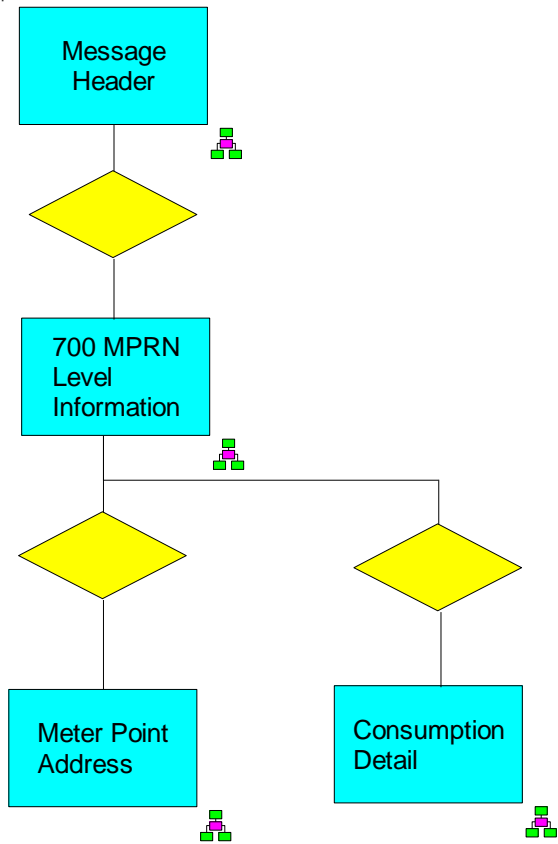 Message
Header
700 MPRN
Level
Information
Meter Point
Address
Consumption
Detail